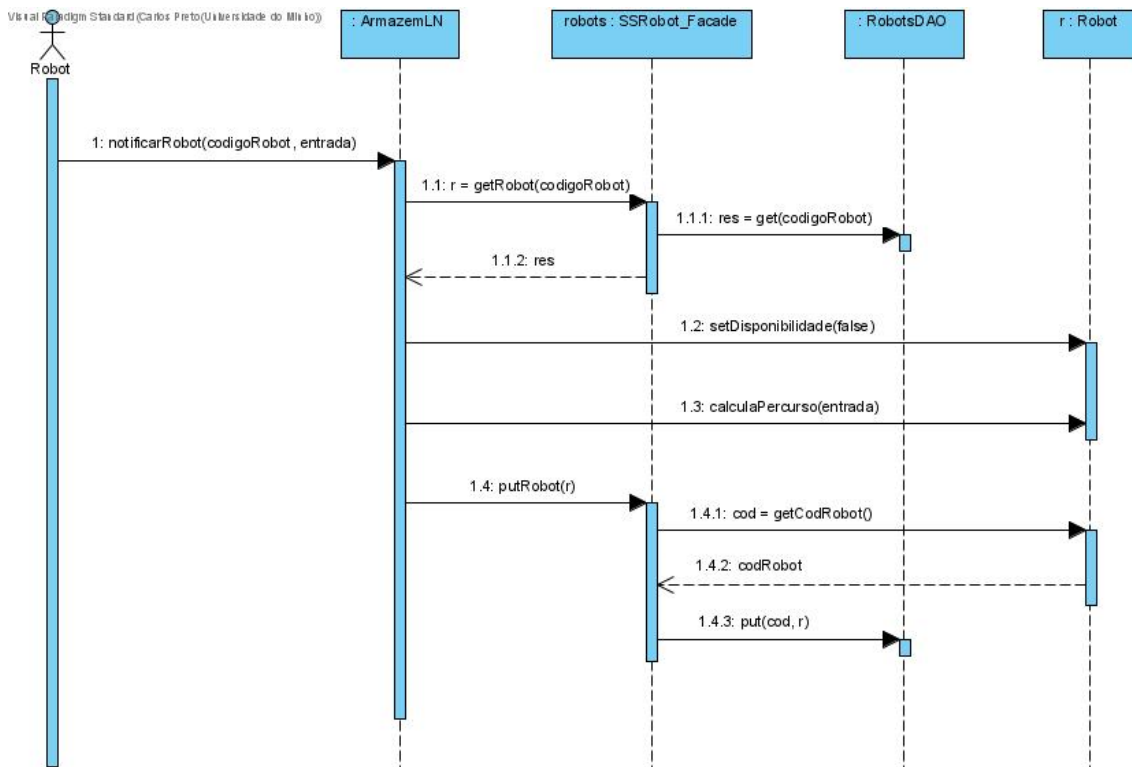 Visual Paradigm Standard(Carlos Preto(Universidade do Minho))
Robot
: ArmazemLN
robots : SSRobot_Facade
: RobotsDAO
r : Robot
1: notificarRobot(codigoRobot, entrada)
1.1: r = getRobot(codigoRobot)
1.1.1: res = get(codigoRobot)
1.1.2: res
1.2: setDisponibilidade(false)
1.3: calculaPercurso(entrada)
1.4: putRobot(r)
1.4.1: cod = getCodRobot()
1.4.2: codRobot
1.4.3: put(cod, r)